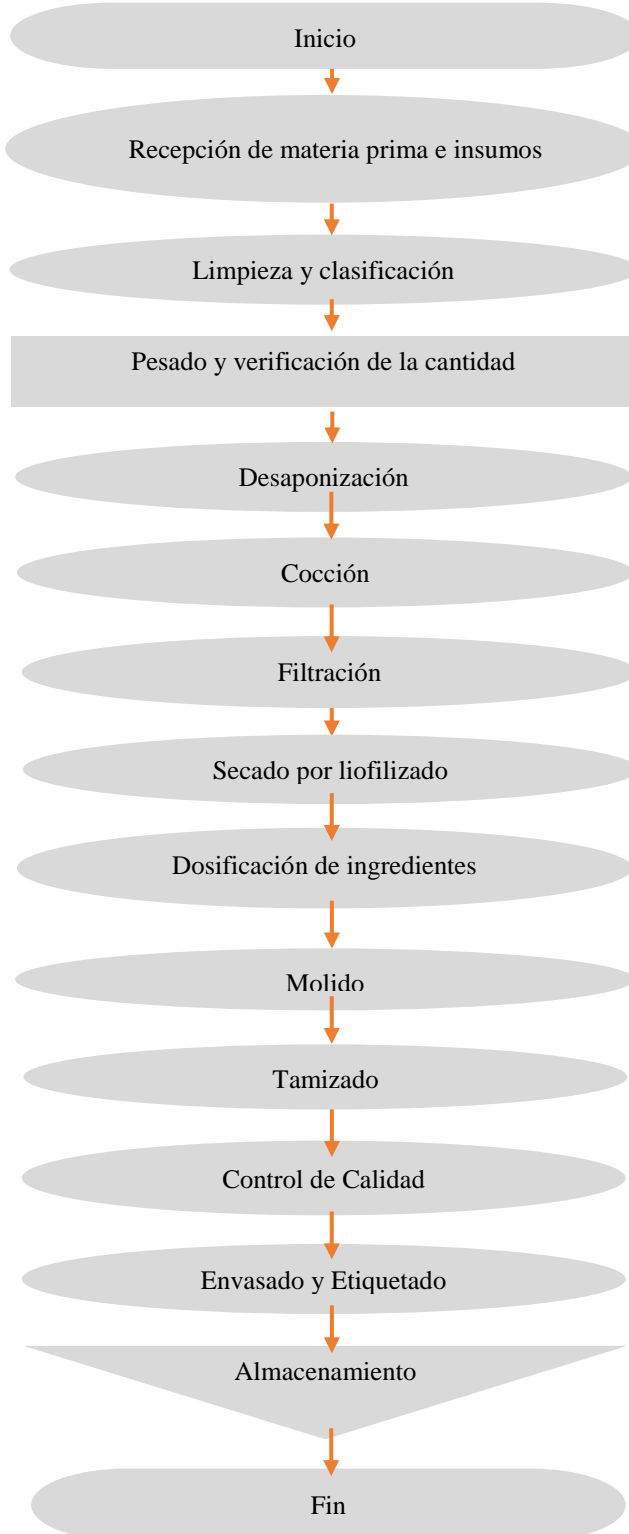 Inicio
Recepción de materia prima e insumos
Limpieza y clasificación
Pesado y verificación de la cantidad
Desaponización
Cocción
Filtración
Secado por liofilizado
Dosificación de ingredientes
Molido
Tamizado
Control de Calidad
Envasado y Etiquetado
Almacenamiento
Fin